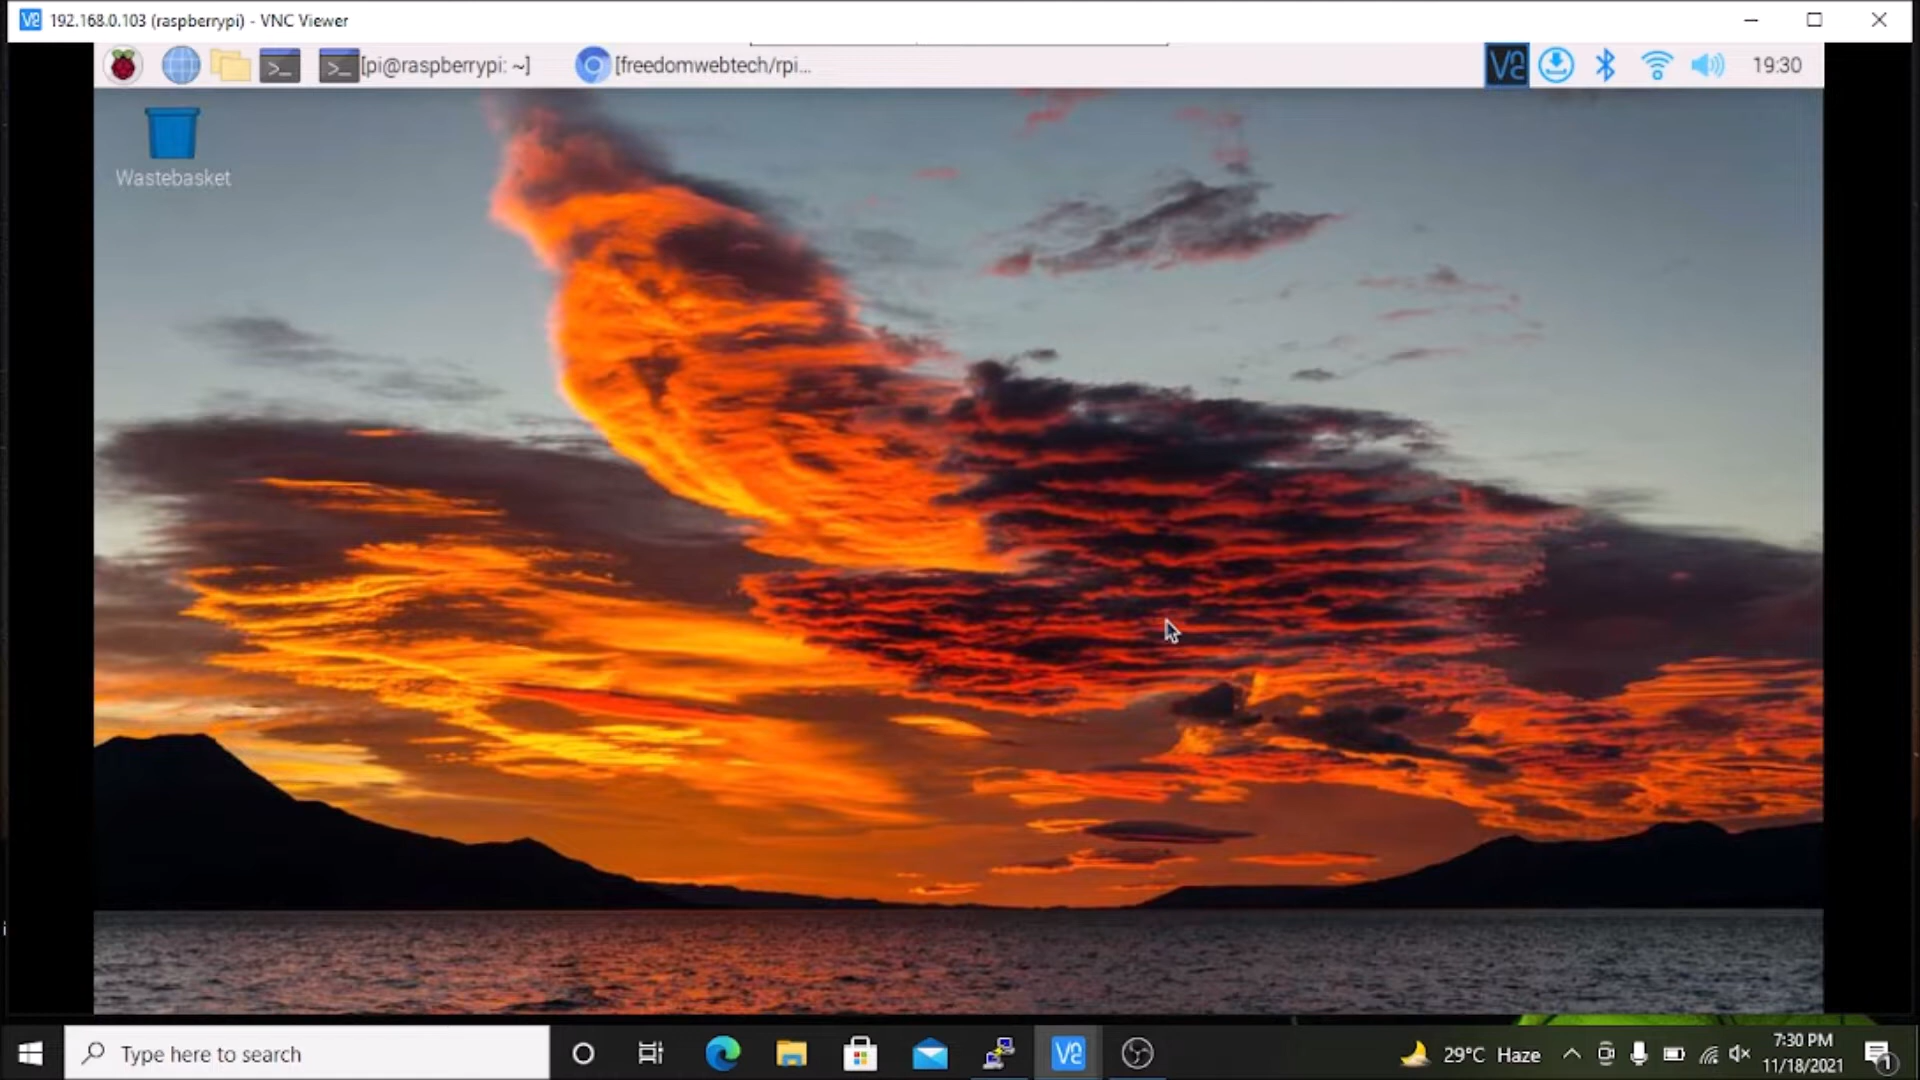 192.168.0.103 (raspberrypi) - VNC Viewer
[pi@raspberrypi: ~]
[freedomwebtech/rpi...
19:30
Wastebasket
Type here to search
29°C Haze
7:30 PM
11/18/2021
1